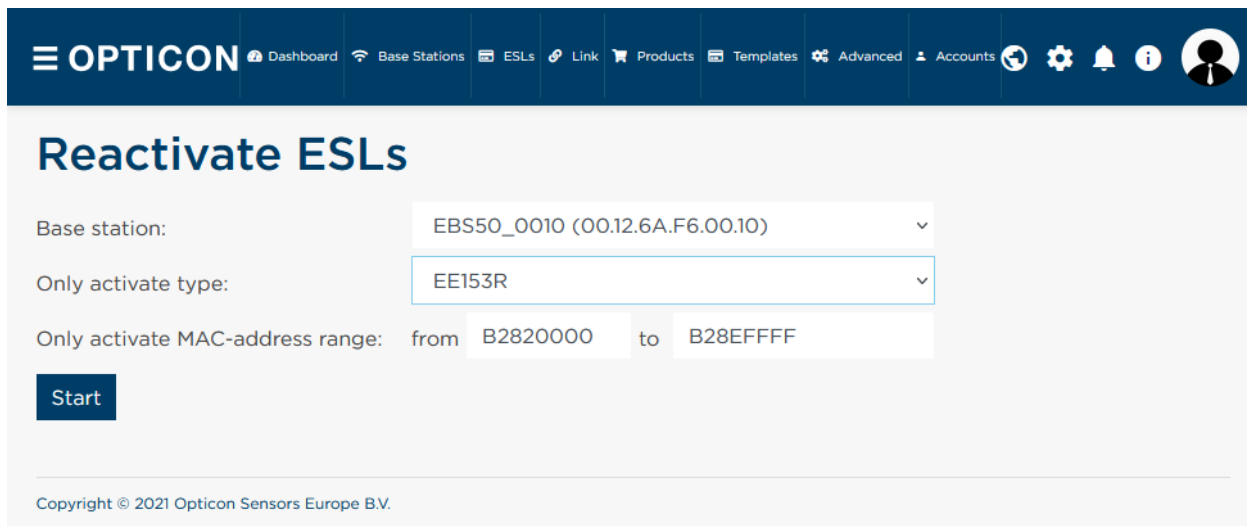 OPTICON Dashboard Base Stations ESLs Link Products Templates Advanced Accounts
Reactivate ESLs
Base station: EBS50_0010 (00.12.6A.F6.00.10)
Only activate type: EE153R
Only activate MAC-address range: from B2820000 to B28EFFFF
Start
Copyright © 2021 Opticon Sensors Europe B.V.